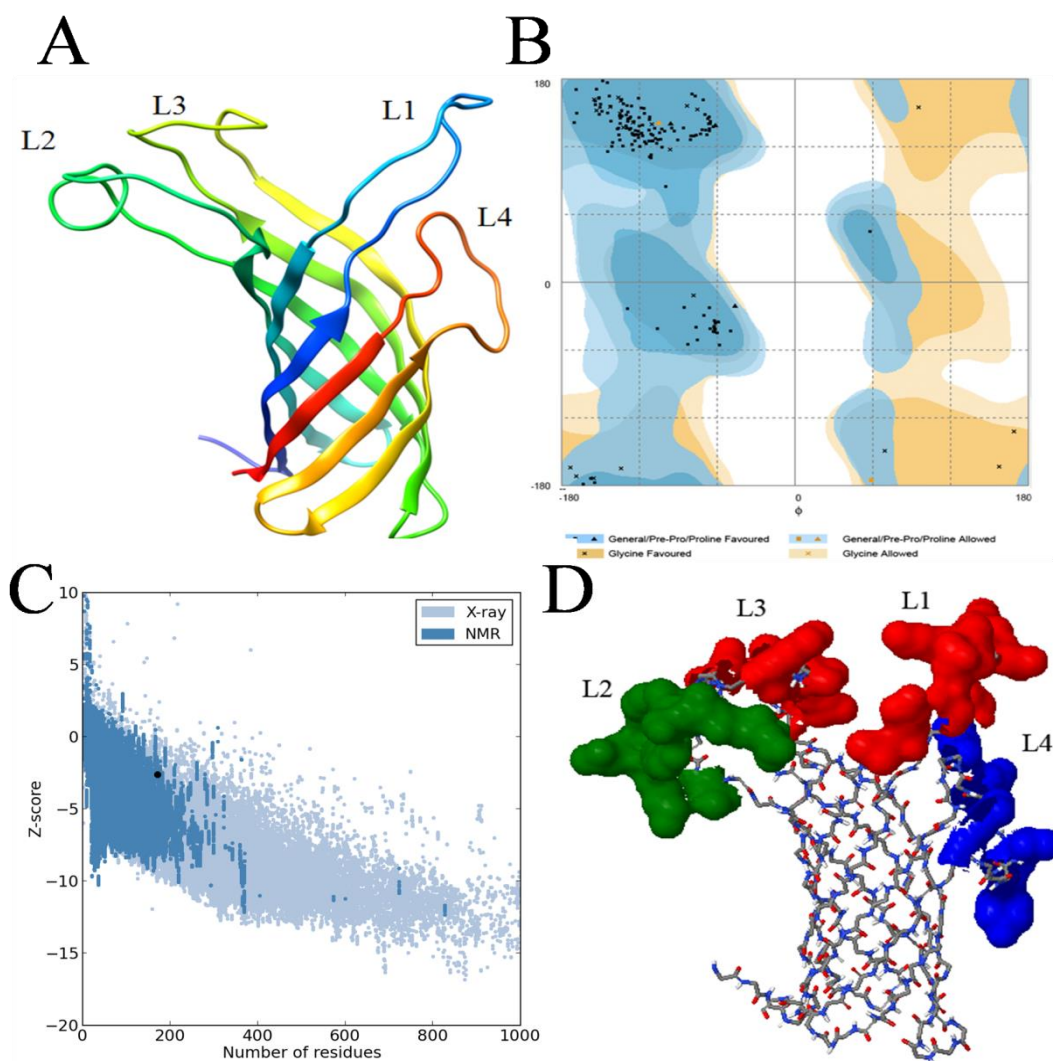 A
L3
L1
L2
L4
B
180
0
-180
-180
0
180
ϕ
General/Pre-Pro/Proline Favoured
General/Pre-Pro/Proline Allowed
Glycine Favoured
Glycine Allowed
C
10
5
0
−5
−10
−15
−20
Z-score
X-ray
NMR
0
200
400
600
800
1000
Number of residues
D
L3
L1
L2
L4